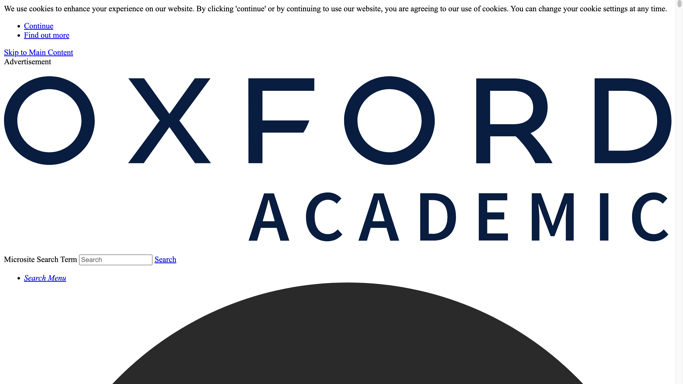 We use cookies to enhance your experience on our website. By clicking 'continue' or by continuing to use our website, you are agreeing to our use of cookies. You can change your cookie settings at any time.
Continue
Find out more
Skip to Main Content
Advertisement
OXFORD
ACADEMIC
Microsite Search Term Search Search
Search Menu